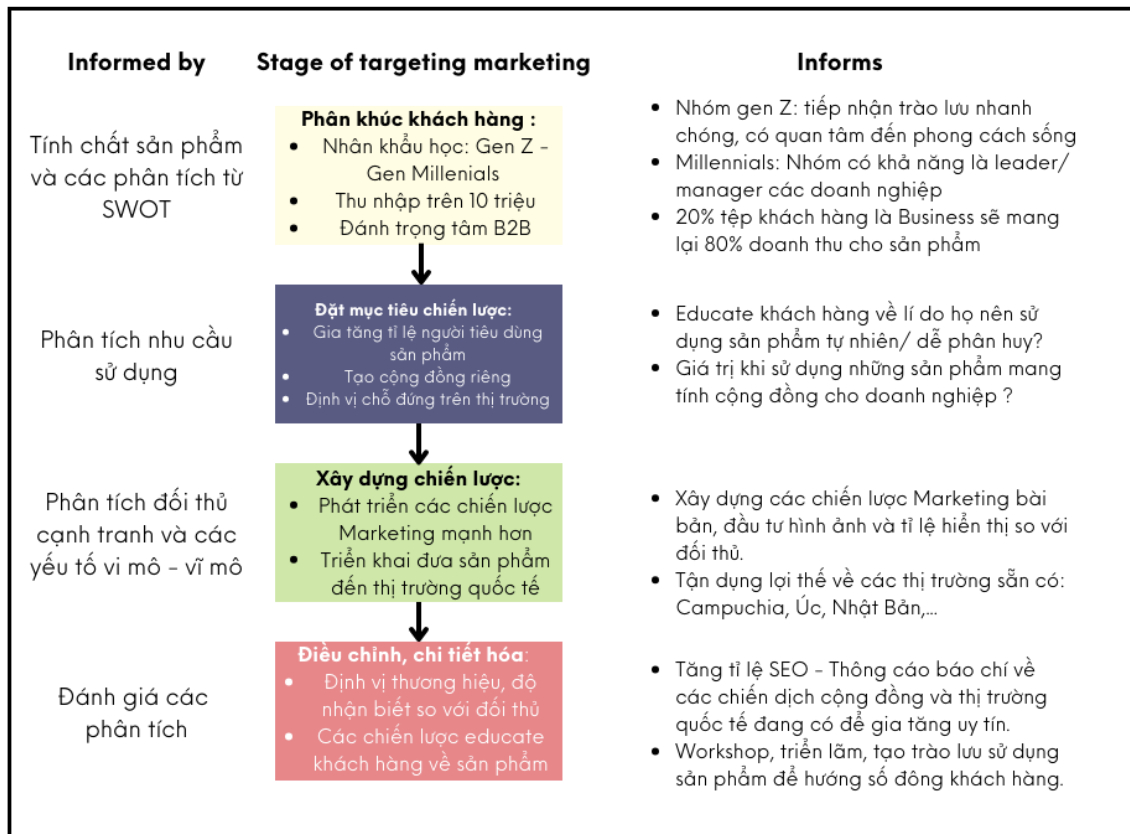 Informed by
Stage of targeting marketing
Informs
Tính chất sản phẩm
và các phân tích từ
SWOT
Phân khúc khách hàng :
• Nhân khẩu học: Gen Z -
Gen Millenials
• Thu nhập trên 10 triệu
• Đánh trọng tâm B2B
• Nhóm gen Z: tiếp nhận trào lưu nhanh
chóng, có quan tâm đến phong cách sống
• Millennials: Nhóm có khả năng là leader/
manager các doanh nghiệp
• 20% tệp khách hàng là Business sẽ mang
lại 80% doanh thu cho sản phẩm
Phân tích nhu cầu
sử dụng
Đặt mục tiêu chiến lược:
• Gia tăng tỉ lệ người tiêu dùng
sản phẩm
• Tạo cộng đồng riêng
• Định vị chỗ đứng trên thị trường
• Educate khách hàng về lí do họ nên sử
dụng sản phẩm tự nhiên/ dễ phân huy?
• Giá trị khi sử dụng những sản phẩm mang
tính cộng đồng cho doanh nghiệp ?
Phân tích đối thủ
cạnh tranh và các
yếu tố vi mô - vĩ mô
Xây dựng chiến lược:
• Phát triển các chiến lược
Marketing mạnh hơn
• Triển khai đưa sản phẩm
đến thị trường quốc tế
• Xây dựng các chiến lược Marketing bài
bản, đầu tư hình ảnh và tỉ lệ hiển thị so với
đối thủ.
• Tận dụng lợi thế về các thị trường sẵn có:
Campuchia, Úc, Nhật Bản,...
Đánh giá các
phân tích
Điều chỉnh, chi tiết hóa:
• Định vị thương hiệu, độ
nhận biết so với đối thủ
• Các chiến lược educate
khách hàng về sản phẩm
• Tăng tỉ lệ SEO - Thông cáo báo chí về
các chiến dịch cộng đồng và thị trường
quốc tế đang có để gia tăng uy tín.
• Workshop, triển lãm, tạo trào lưu sử dụng
sản phẩm để hướng số đông khách hàng.